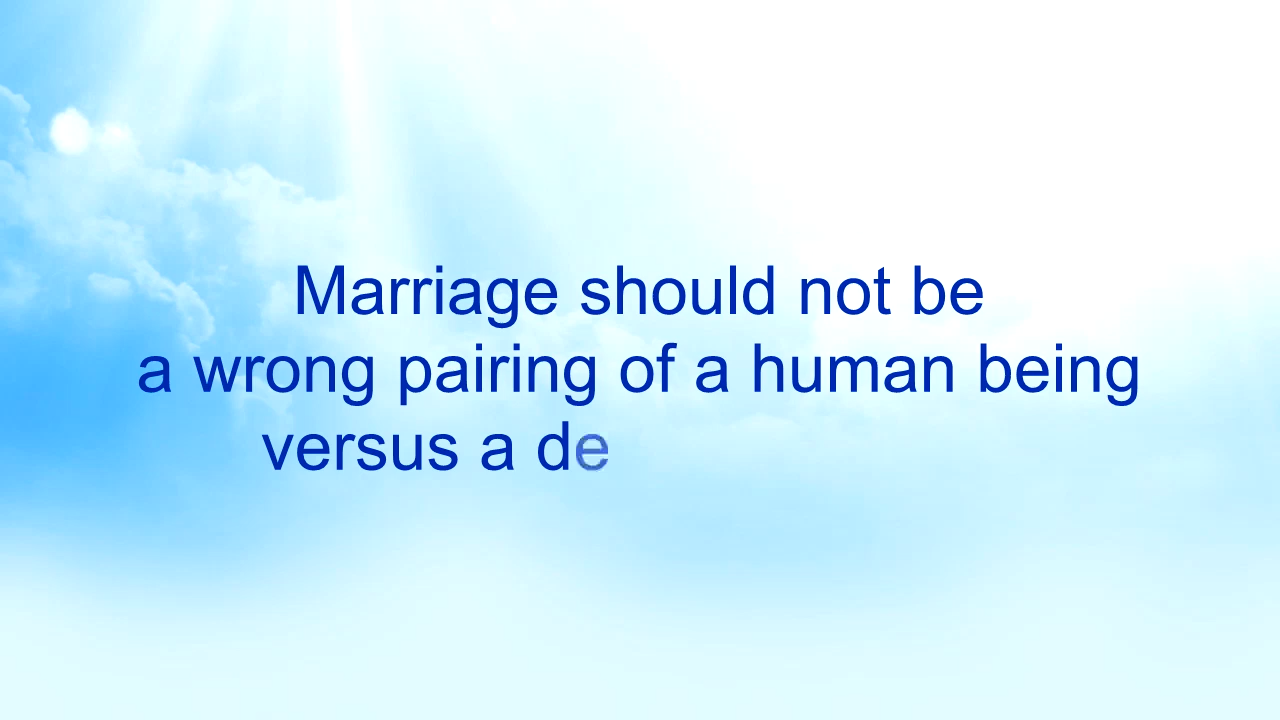 Marriage should not be
a wrong pairing of a human being
versus a de